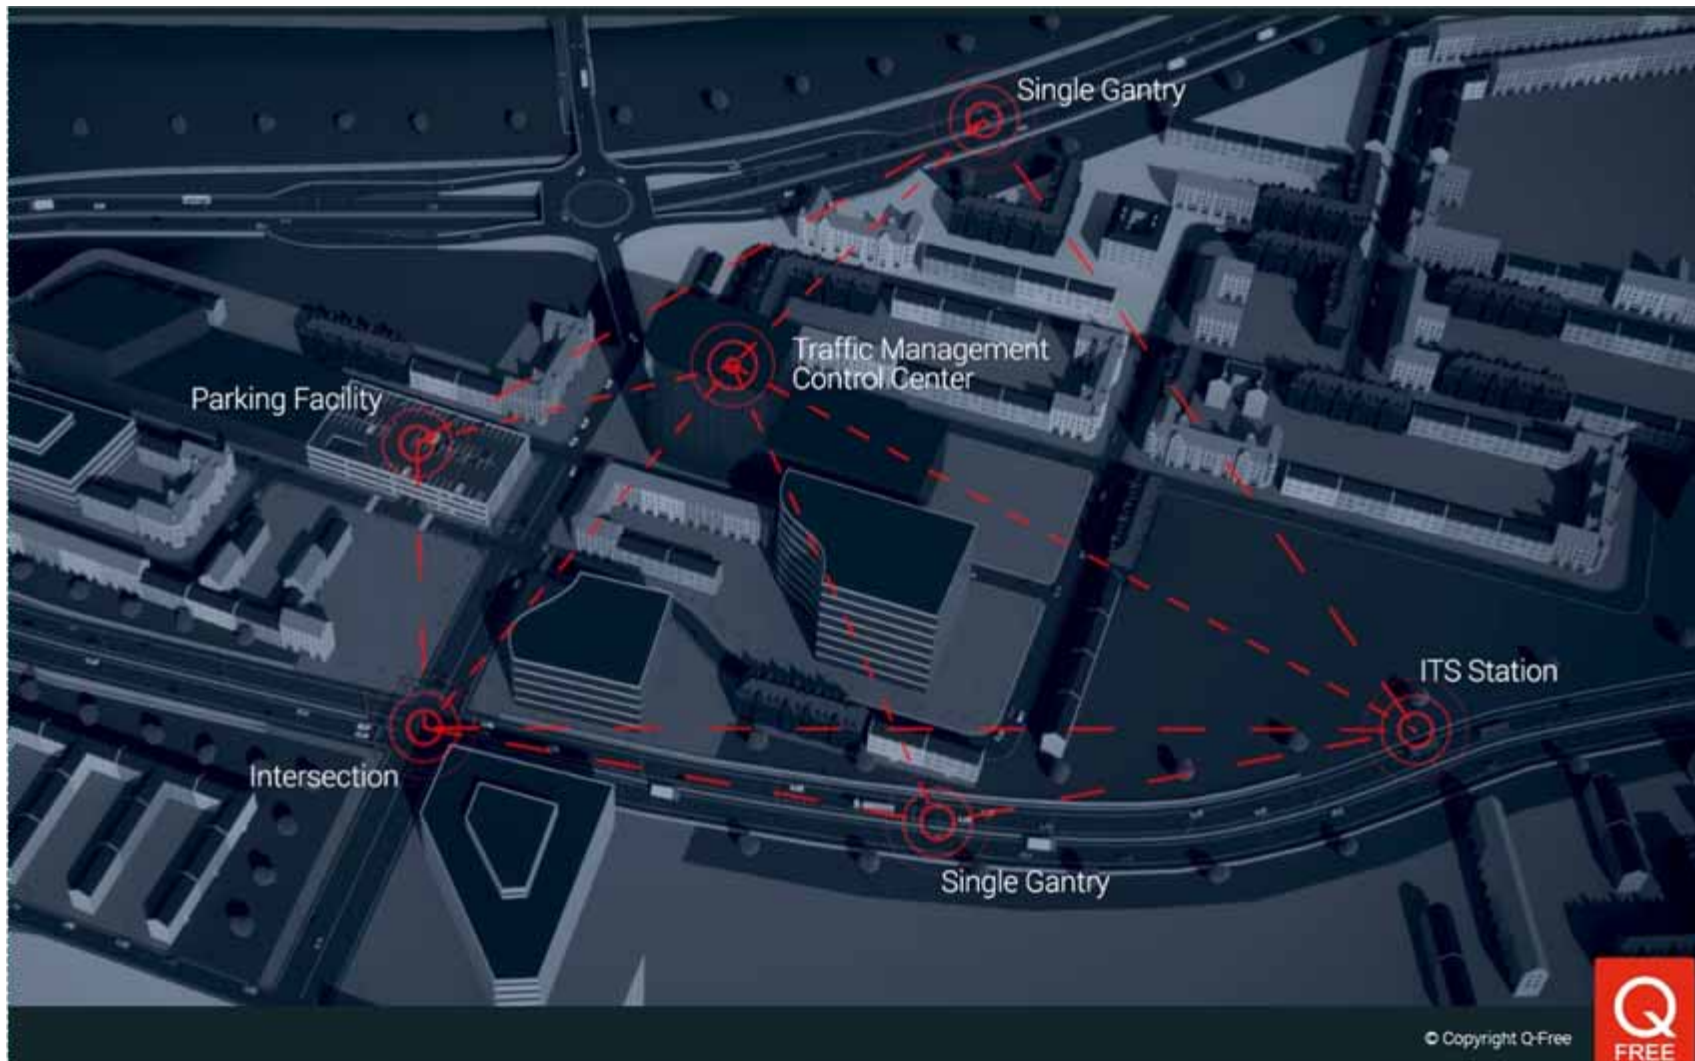 Single Gantry
Traffic Management
Control Center
Parking Facility
ITS Station
Intersection
Single Gantry
© Copyright Q-Free
Q
FREE